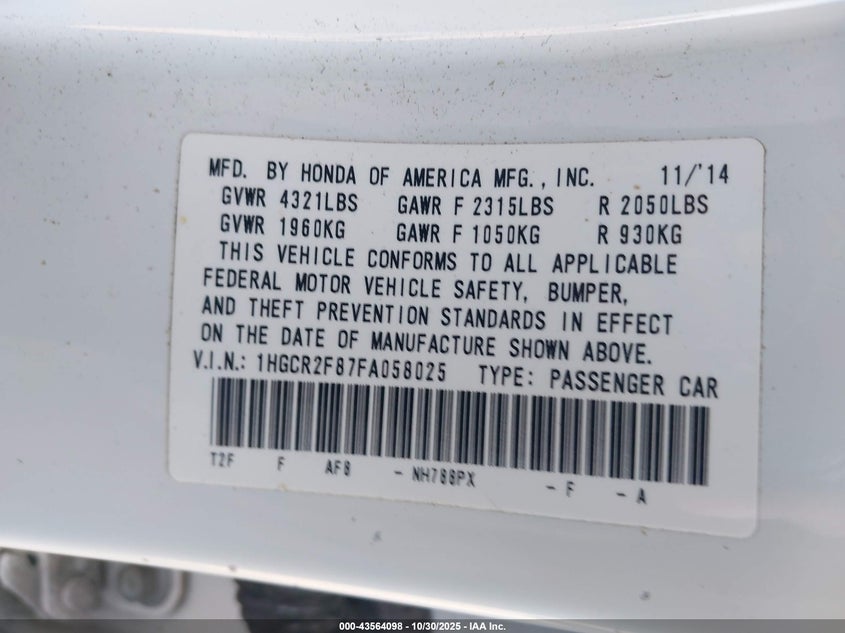 MFD. BY HONDA OF AMERICA MFG., INC. 11/'14
GVWR 4321LBS GAWR F 2315LBS R 2050LBS
GVWR 1960KG GAWR F 1050KG R 930KG
THIS VEHICLE CONFORMS TO ALL APPLICABLE
FEDERAL MOTOR VEHICLE SAFETY, BUMPER,
AND THEFT PREVENTION STANDARDS IN EFFECT
ON THE DATE OF MANUFACTURE SHOWN ABOVE.
V.I.N.: 1HGCR2F87FA058025 TYPE: PASSENGER CAR
T2F F AF8 - NH788PX - F - A
000-43564098 - 10/30/2025 - IAA Inc.